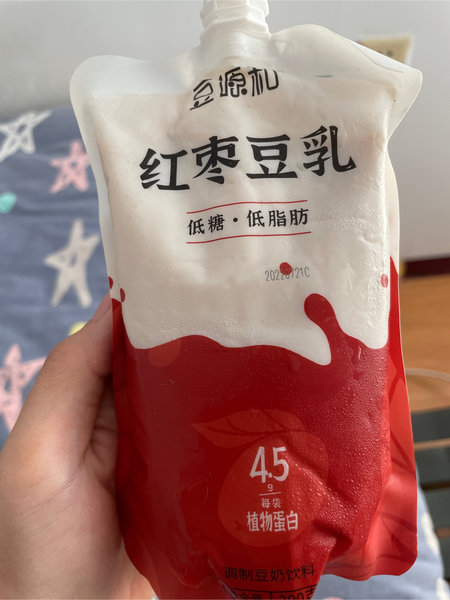 豆源和
红枣豆乳
低糖·低脂肪
20220721C
4.5
g
每袋
植物蛋白
调制豆奶饮料